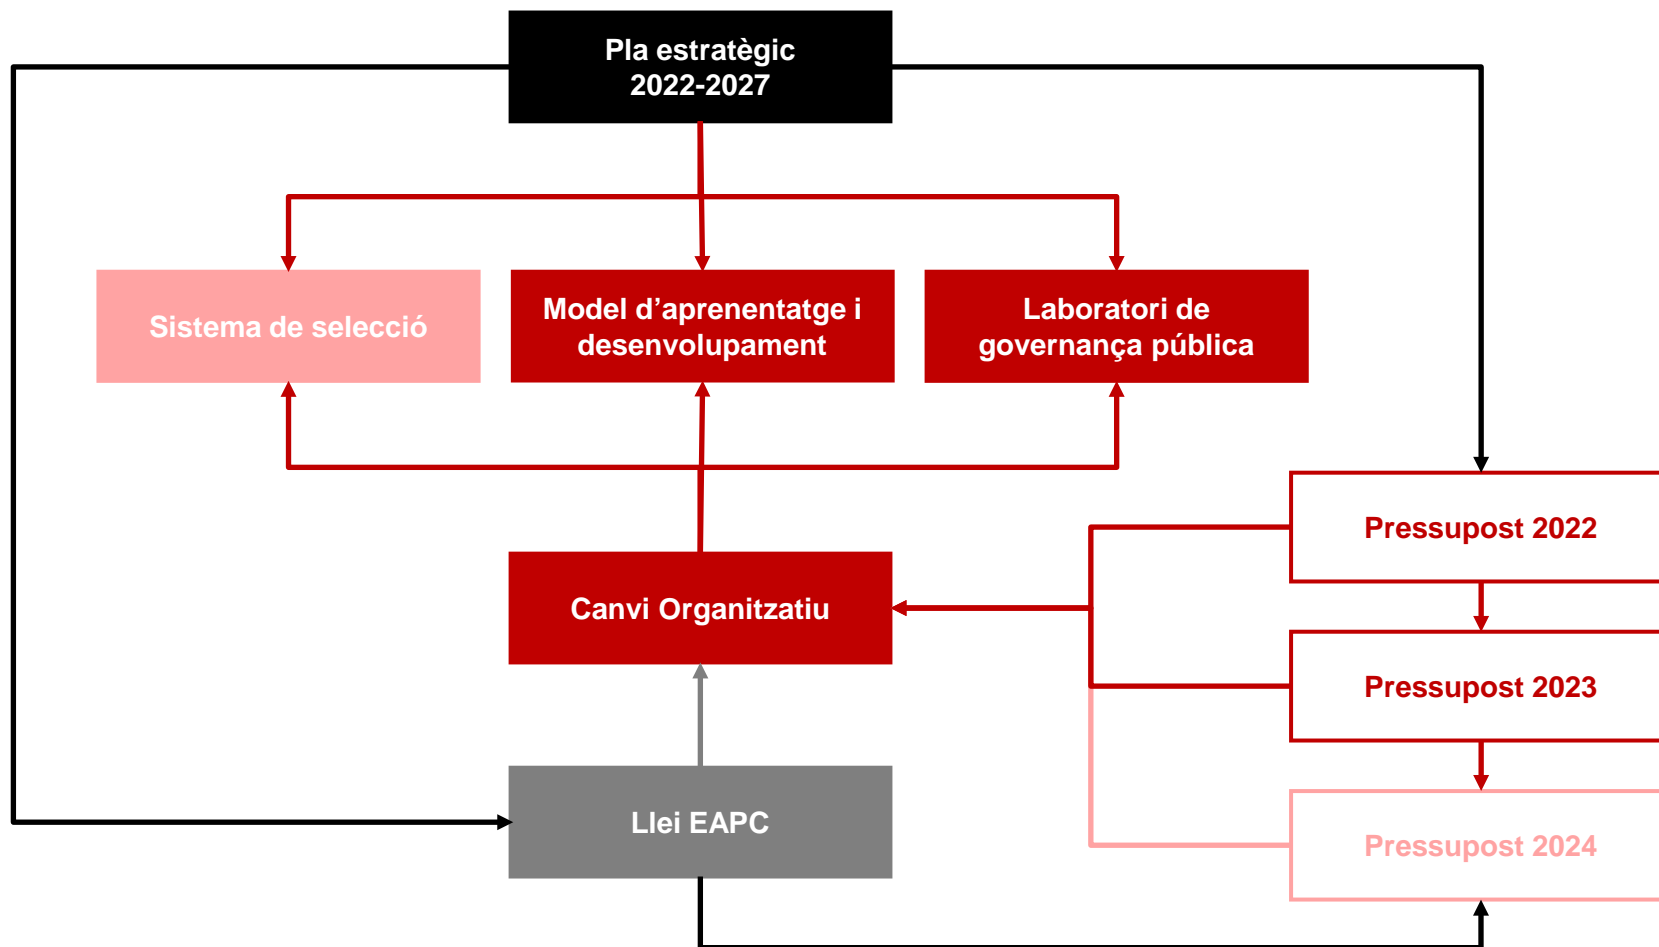 Pla estratègic
2022-2027
Sistema de selecció
Model d’aprenentatge i
desenvolupament
Laboratori de
governança pública
Pressupost 2022
Canvi Organitzatiu
Pressupost 2023
Llei EAPC
Pressupost 2024